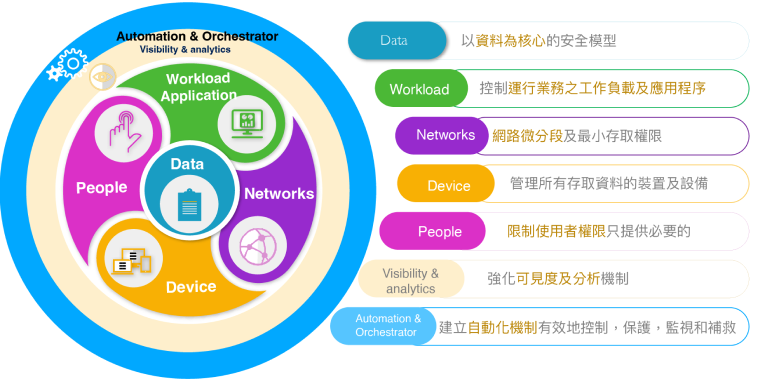 Automation & Orchestrator
Visibility & analytics
Workload
Application
Data
People
Networks
Device
Data
以資料為核心的安全模型
Workload
控制運行業務之工作負載及應用程序
Networks
網路微分段及最小存取權限
Device
管理所有存取資料的裝置及設備
People
限制使用者權限只提供必要的
Visibility &
analytics
強化可見度及分析機制
Automation &
Orchestrator
建立自動化機制有效地控制，保護，監視和補救